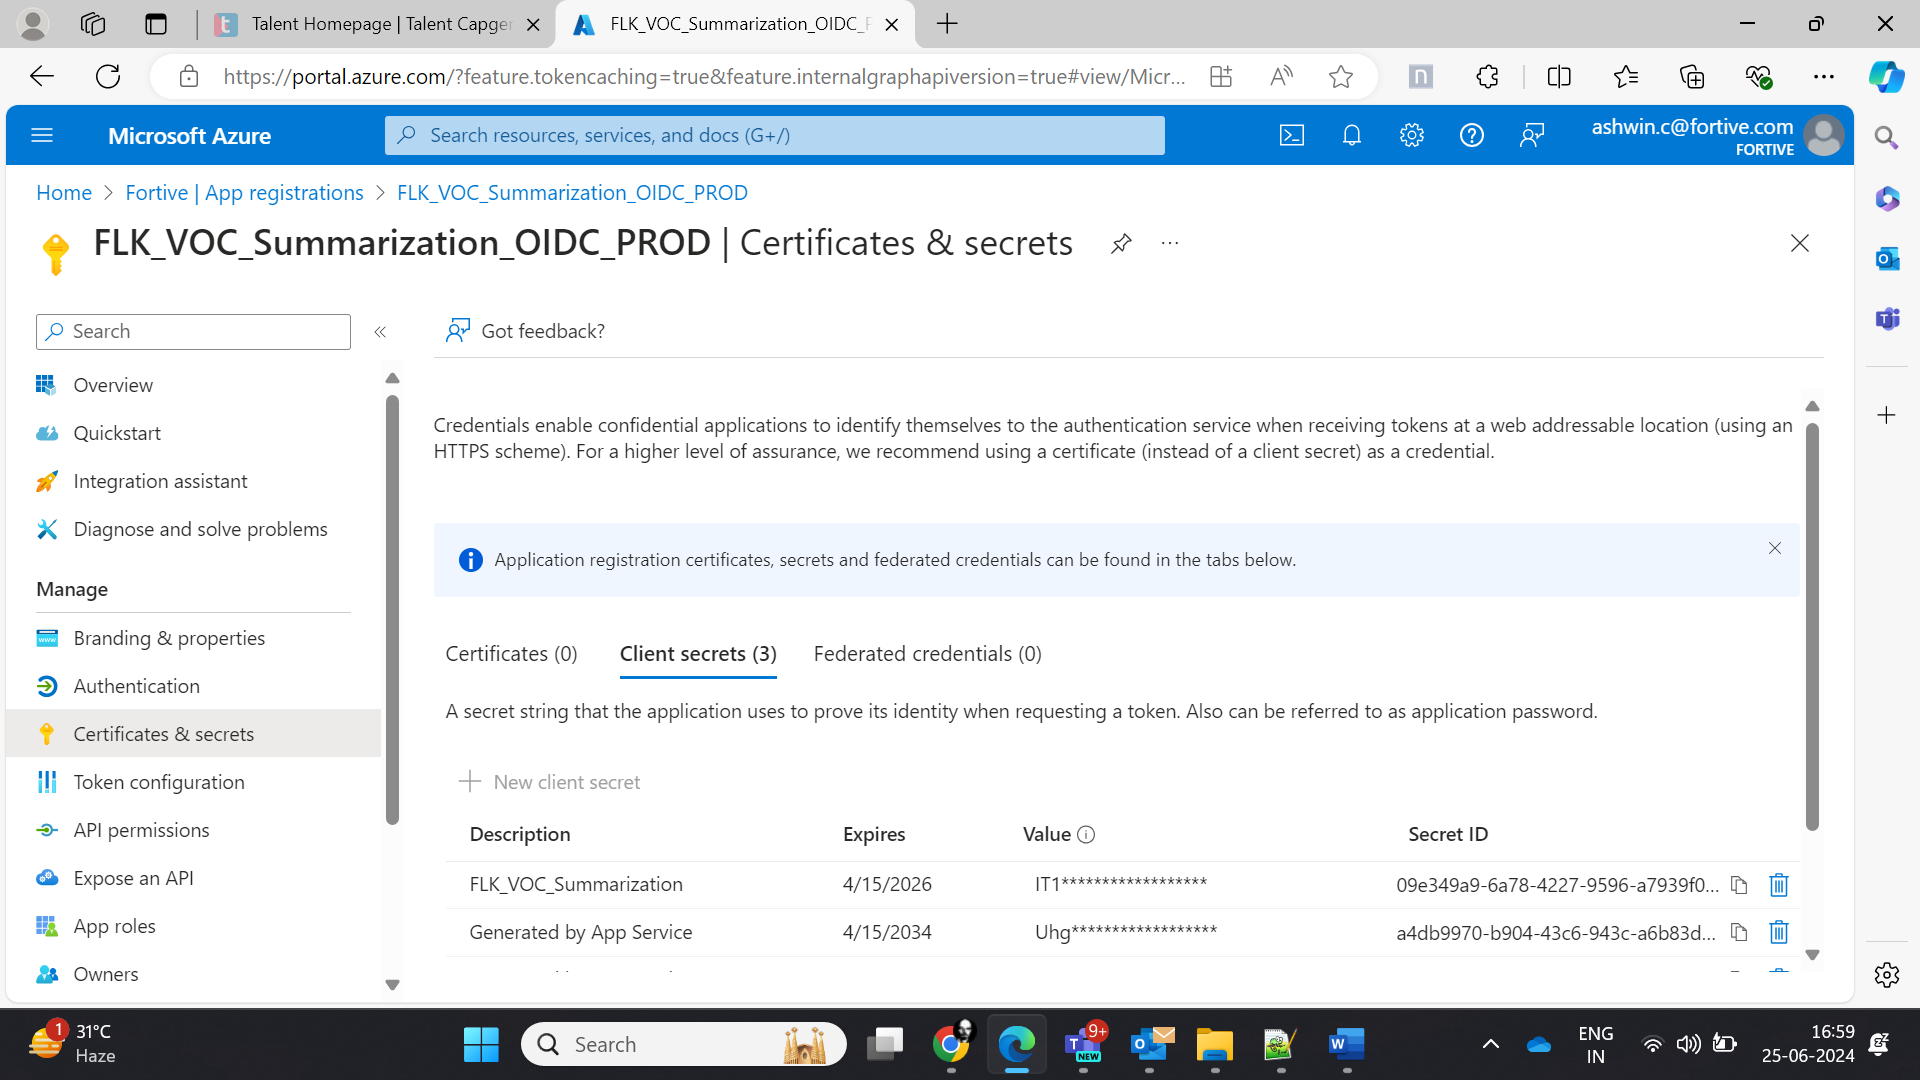 Talent Homepage | Talent Capger
FLK_VOC_Summarization_OIDC_P
https://portal.azure.com/?feature.tokencaching=true&feature.internalgraphapiversion=true#view/Micr...
Microsoft Azure
Search resources, services, and docs (G+/)
ashwin.c@fortive.com
FORTIVE
Home > Fortive | App registrations > FLK_VOC_Summarization_OIDC_PROD
FLK_VOC_Summarization_OIDC_PROD | Certificates & secrets
Search
Got feedback?
Overview
Quickstart
Integration assistant
Diagnose and solve problems
Manage
Branding & properties
Authentication
Certificates & secrets
Token configuration
API permissions
Expose an API
App roles
Owners
Credentials enable confidential applications to identify themselves to the authentication service when receiving tokens at a web addressable location (using an
HTTPS scheme). For a higher level of assurance, we recommend using a certificate (instead of a client secret) as a credential.
Application registration certificates, secrets and federated credentials can be found in the tabs below.
Certificates (0) Client secrets (3) Federated credentials (0)
A secret string that the application uses to prove its identity when requesting a token. Also can be referred to as application password.
New client secret
Description Expires Value Secret ID
FLK_VOC_Summarization 4/15/2026 IT1****************** 09e349a9-6a78-4227-9596-a7939f0...
Generated by App Service 4/15/2034 Uhg****************** a4db9970-b904-43c6-943c-a6b83d...
1
31°C
Haze
Search
9+
NEW
ENG
IN
16:59
25-06-2024